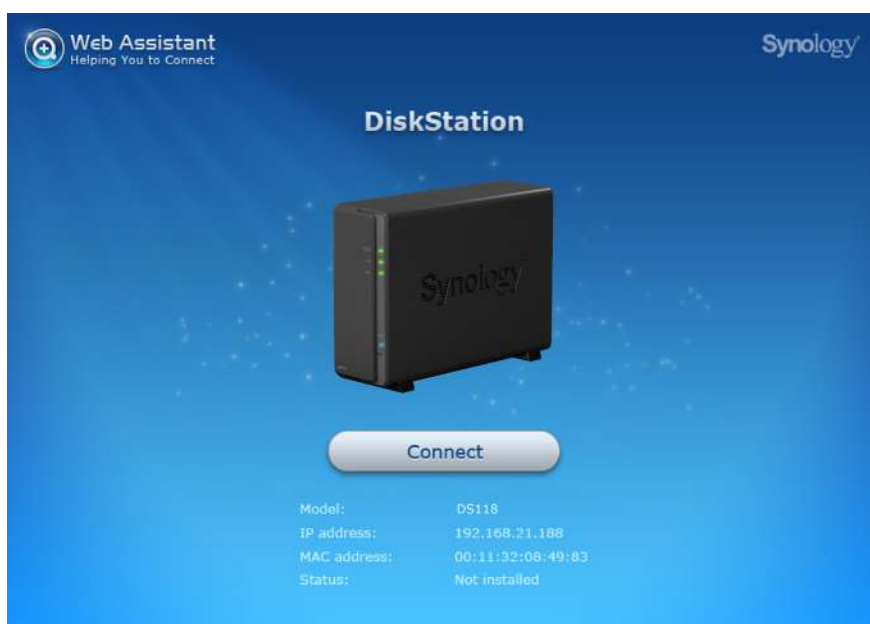 Web Assistant
Helping You to Connect
Synology
DiskStation
Synology
Connect
Model: DS118
IP address: 192.168.21.188
MAC address: 00:11:32:08:49:83
Status: Not installed